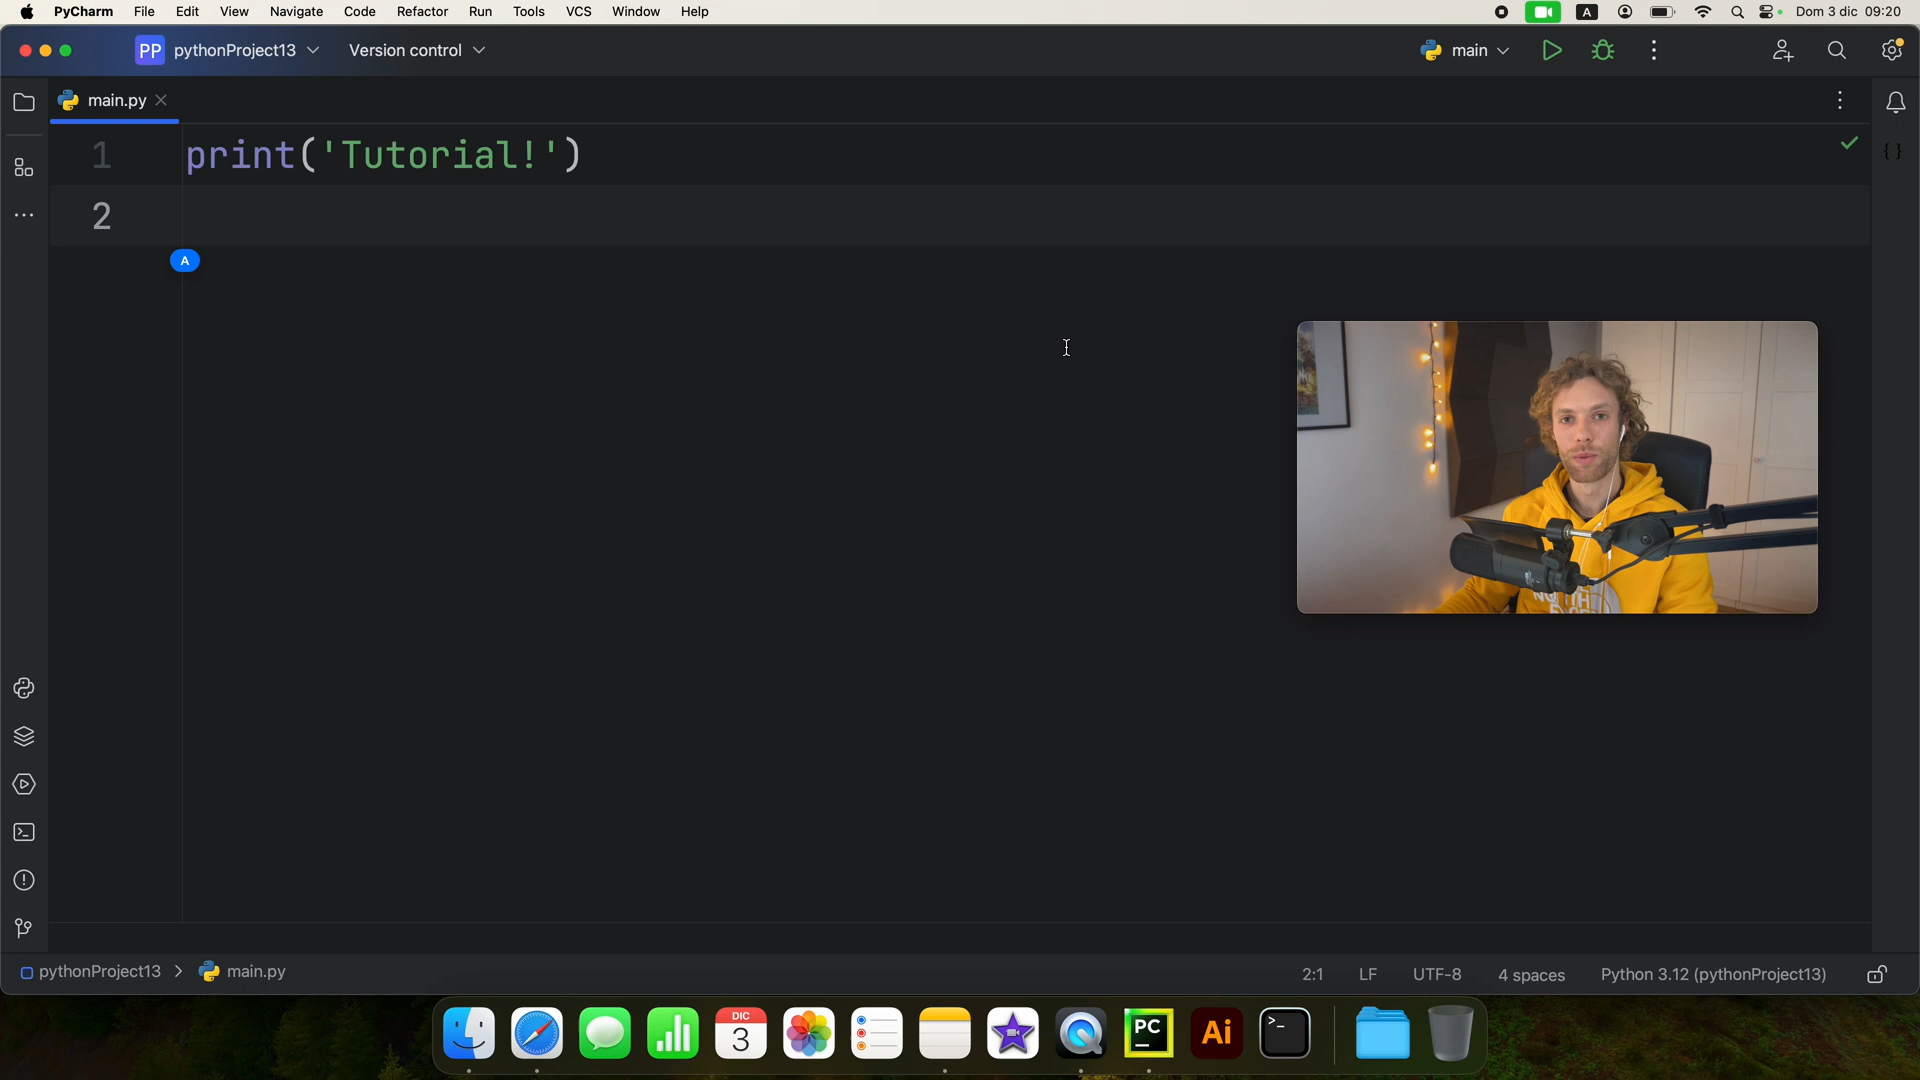 PyCharm File Edit View Navigate Code Refactor Run Tools VCS Window Help A Dom 3 dic 09:20
PP pythonProject13 Version control main
main.py
1 print('Tutorial!')
2
A
pythonProject13 main.py 2:1 LF UTF-8 4 spaces Python 3.12 (pythonProject13)
DIC
3
PC
Ai